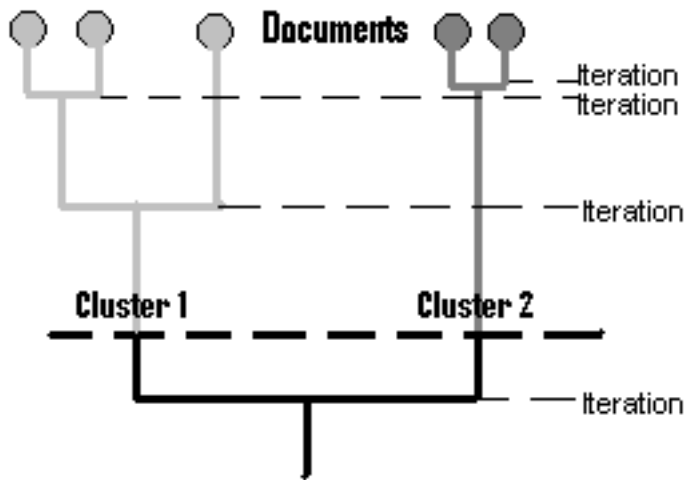 Documents
Iteration
Iteration
Iteration
Cluster 1
Cluster 2
Iteration